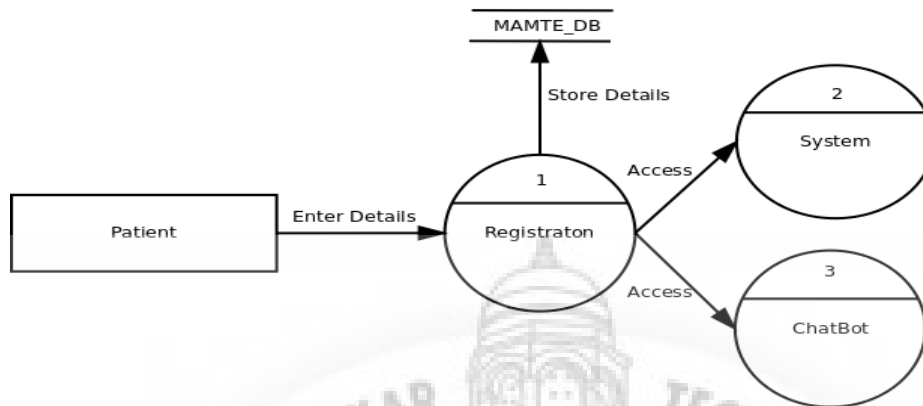 MAMTE_DB
Store Details
2
System
Access
1
Registraton
Patient
Enter Details
Access
3
ChatBot